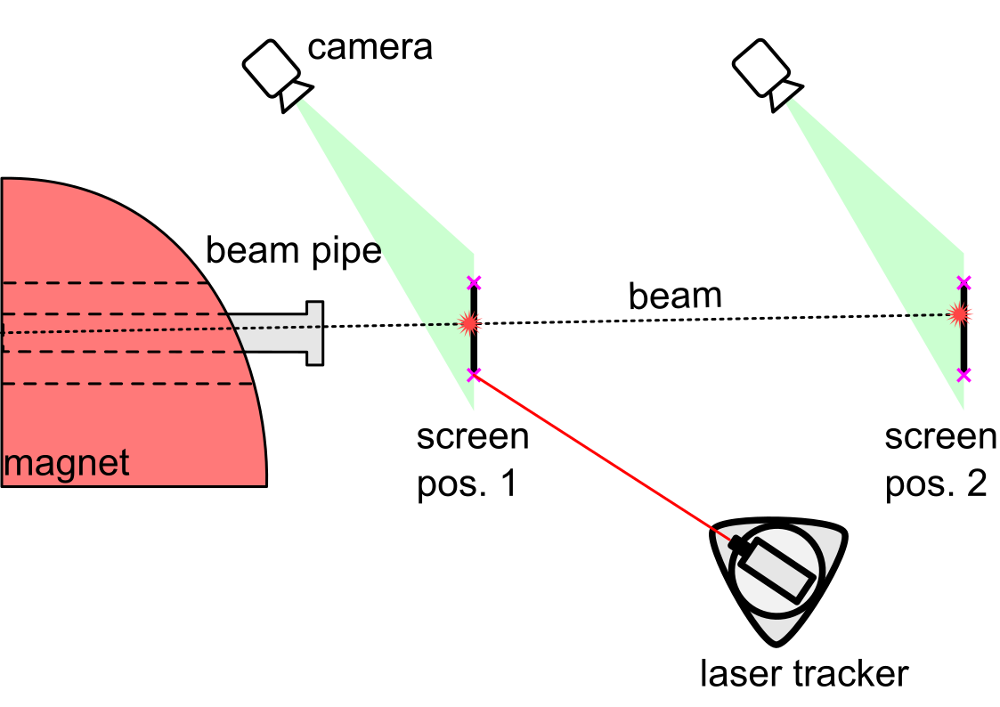 camera
beam pipe
beam
magnet
screen
pos. 1
screen
pos. 2
laser tracker